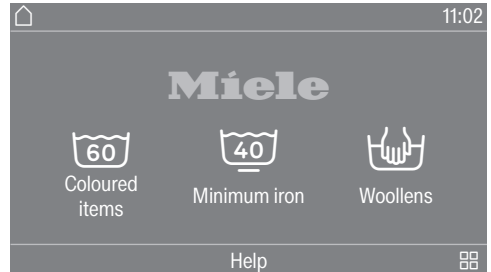 11:02
Miele
60
40
Coloured
items
Minimum iron
Woollens
Help